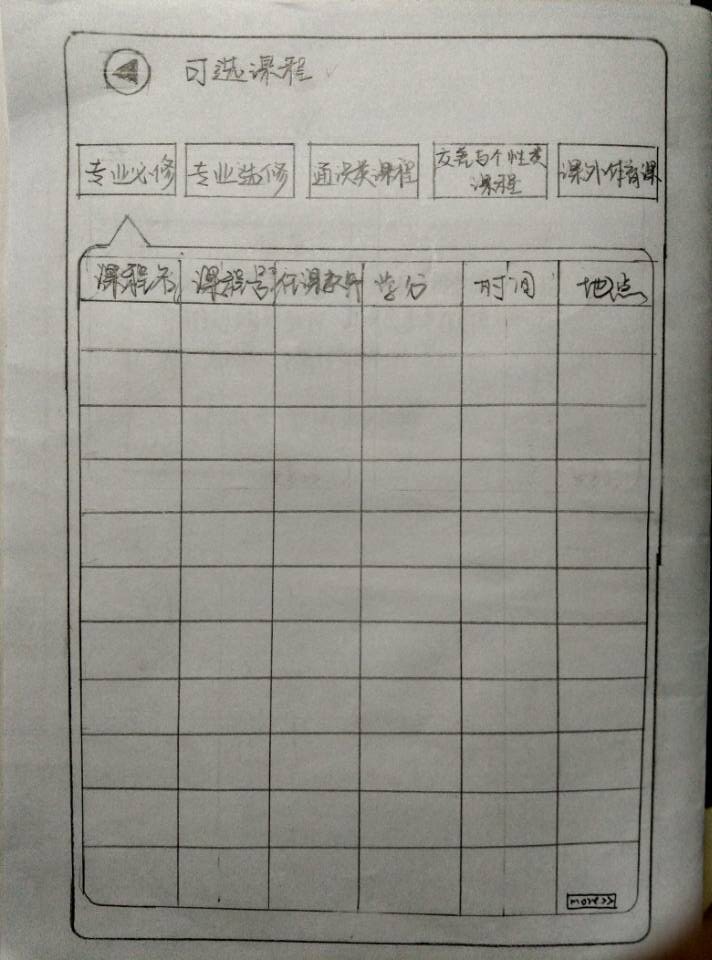 可选课程
专业必修
专业选修
通识类课程
交流与个性类
课程
课外体育课
课程名
课程号
任课教师
学分
时间
地点
more>>